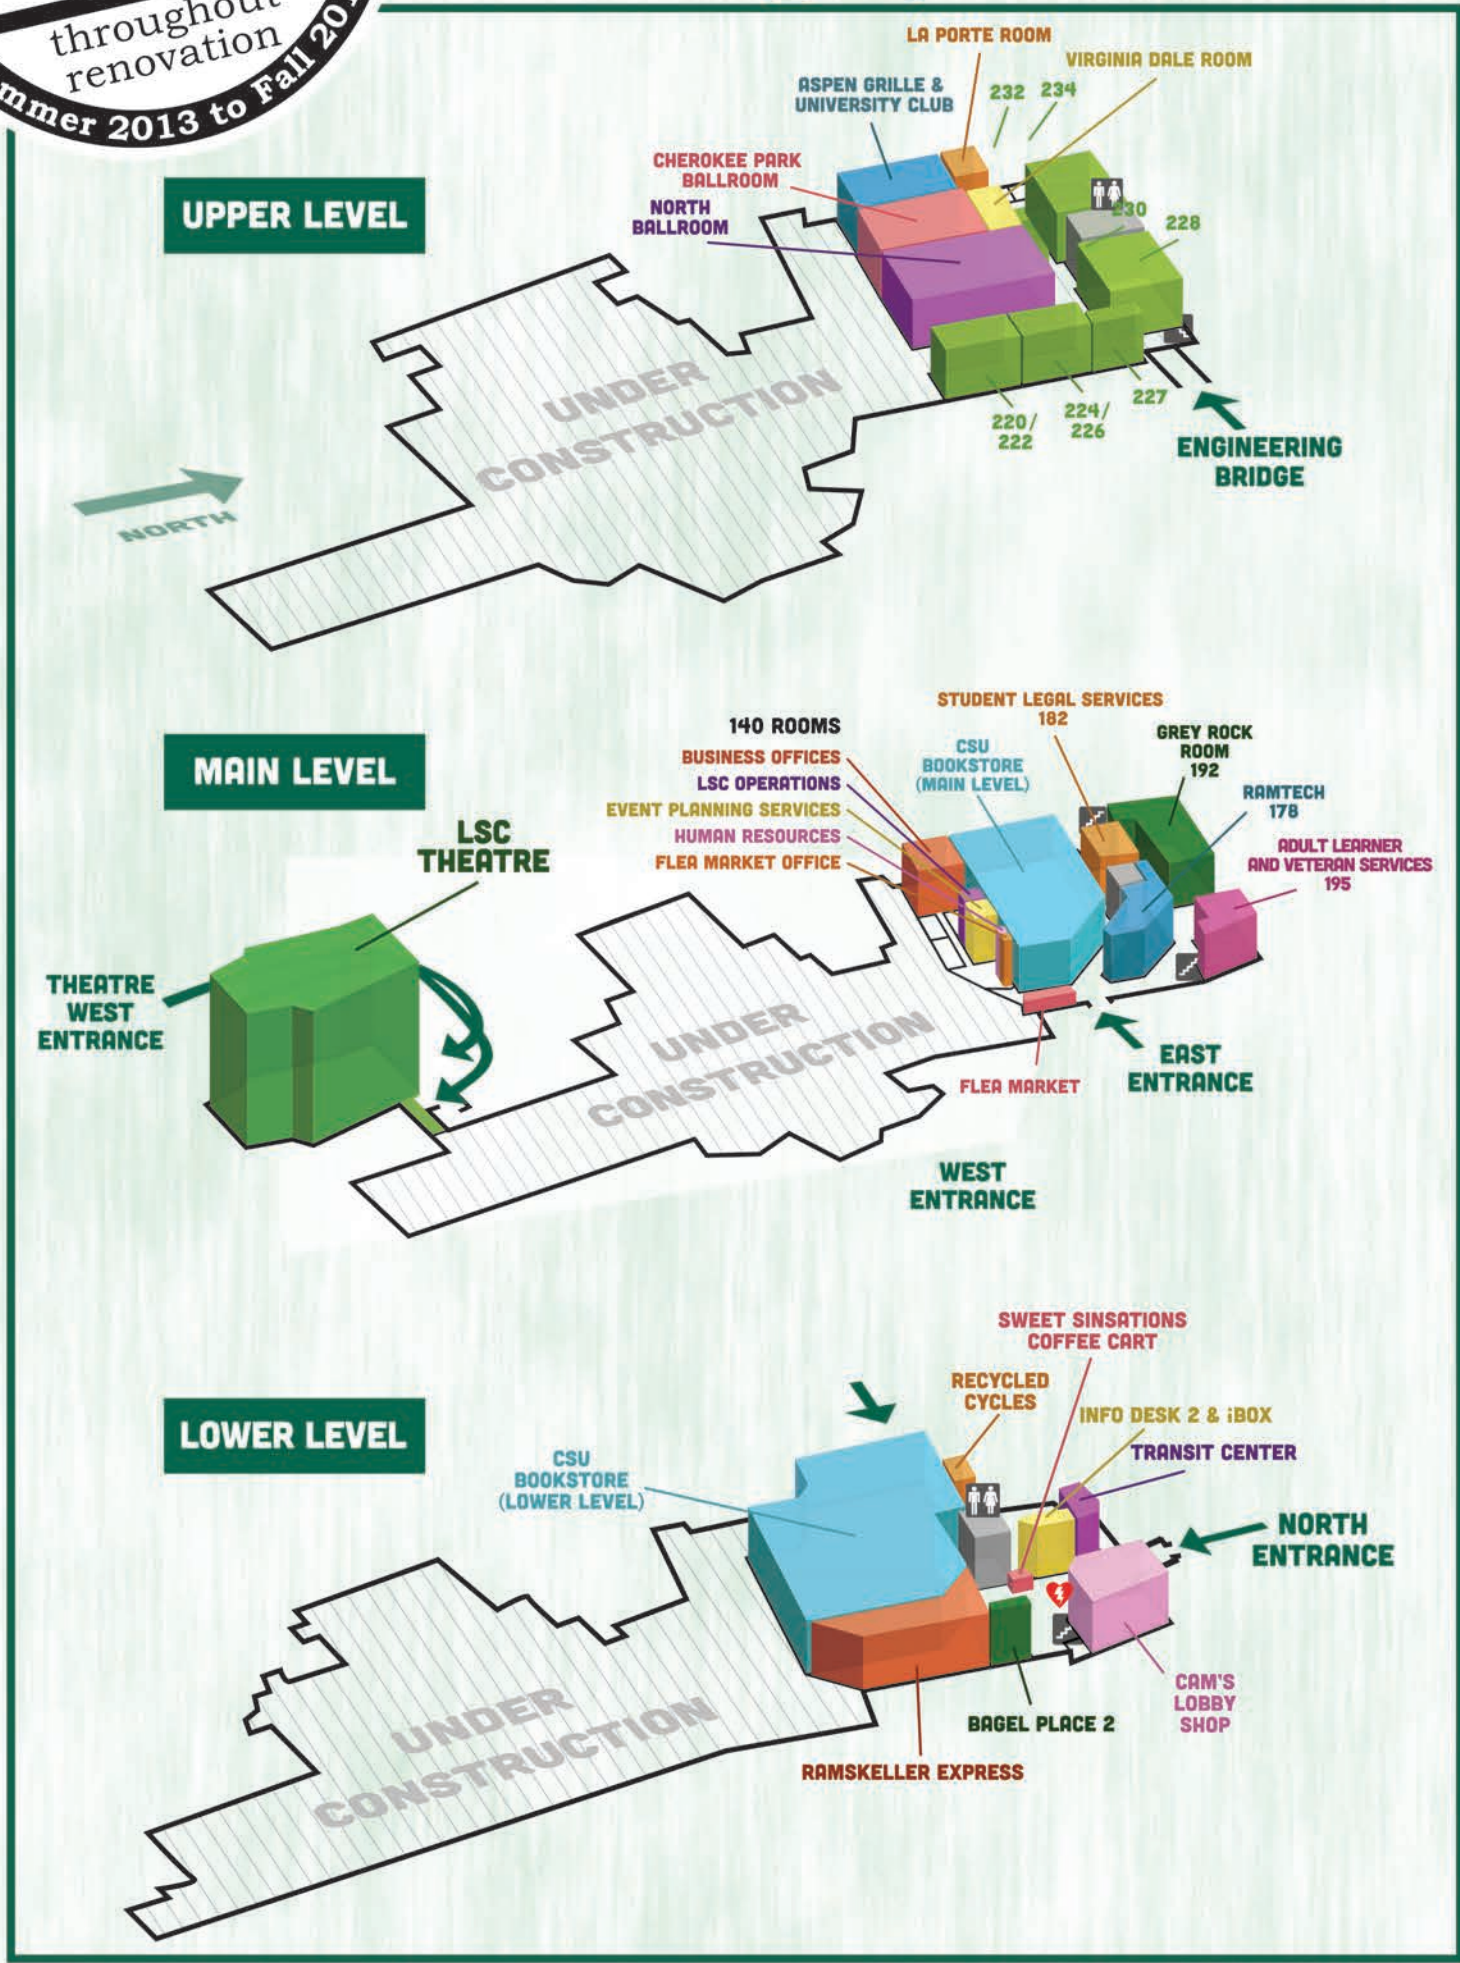 throughout
renovation
mmer 2013 to Fall 201
LA PORTE ROOM
VIRGINIA DALE ROOM
ASPEN GRILLE &
UNIVERSITY CLUB
232
234
CHEROKEE PARK
BALLROOM
NORTH
BALLROOM
UPPER LEVEL
230
228
UNDER
CONSTRUCTION
227
224/
226
220/
222
ENGINEERING
BRIDGE
NORTH
STUDENT LEGAL SERVICES
182
140 ROOMS
GREY ROCK
ROOM
192
CSU
BOOKSTORE
(MAIN LEVEL)
BUSINESS OFFICES
LSC OPERATIONS
EVENT PLANNING SERVICES
HUMAN RESOURCES
FLEA MARKET OFFICE
MAIN LEVEL
RAMTECH
178
ADULT LEARNER
AND VETERAN SERVICES
195
LSC
THEATRE
THEATRE
WEST
ENTRANCE
UNDER
CONSTRUCTION
FLEA MARKET
EAST
ENTRANCE
WEST
ENTRANCE
SWEET SINSATIONS
COFFEE CART
RECYCLED
CYCLES
INFO DESK 2 & iBOX
TRANSIT CENTER
LOWER LEVEL
CSU
BOOKSTORE
(LOWER LEVEL)
NORTH
ENTRANCE
UNDER
CONSTRUCTION
CAM'S
LOBBY
SHOP
BAGEL PLACE 2
RAMSKELLER EXPRESS